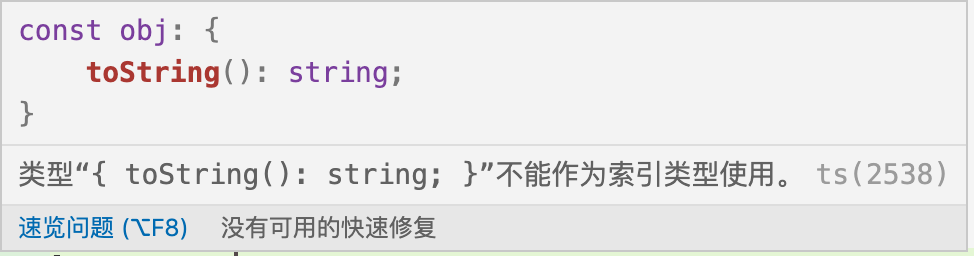 const obj: {
    toString(): string;
}
类型“{ toString(): string; }”不能作为索引类型使用。 ts(2538)
速览问题 (⌥F8) 没有可用的快速修复